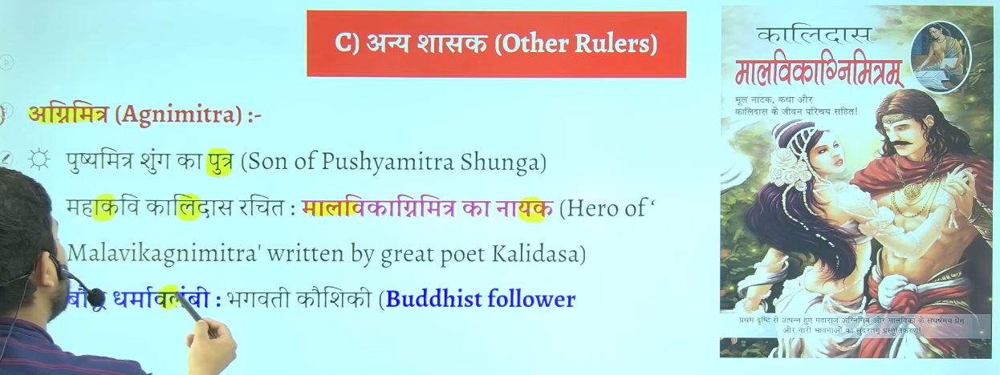 C) अन्य शासक (Other Rulers)
अग्निमित्र (Agnimitra) :-
पुष्यमित्र शुंग का पुत्र (Son of Pushyamitra Shunga)
महाकवि कालिदास रचित : मालविकाग्निमित्र का नायक (Hero of ‘
Malavikagnimitra' written by great poet Kalidasa)
बौद्ध धर्मावलंबी : भगवती कौशिकी (Buddhist follower
कालिदास
मालविकाग्निमित्रम्
मूल नाटक, कथा और
कालिदास के जीवन परिचय सहित!
प्रथम दृष्टि से उत्पन्न हुए महाराज अग्निमित्र और मालविका के संघर्षमय प्रेम
और नारी भावनाओं का सुंदरतम् प्रस्तुतिकरण!